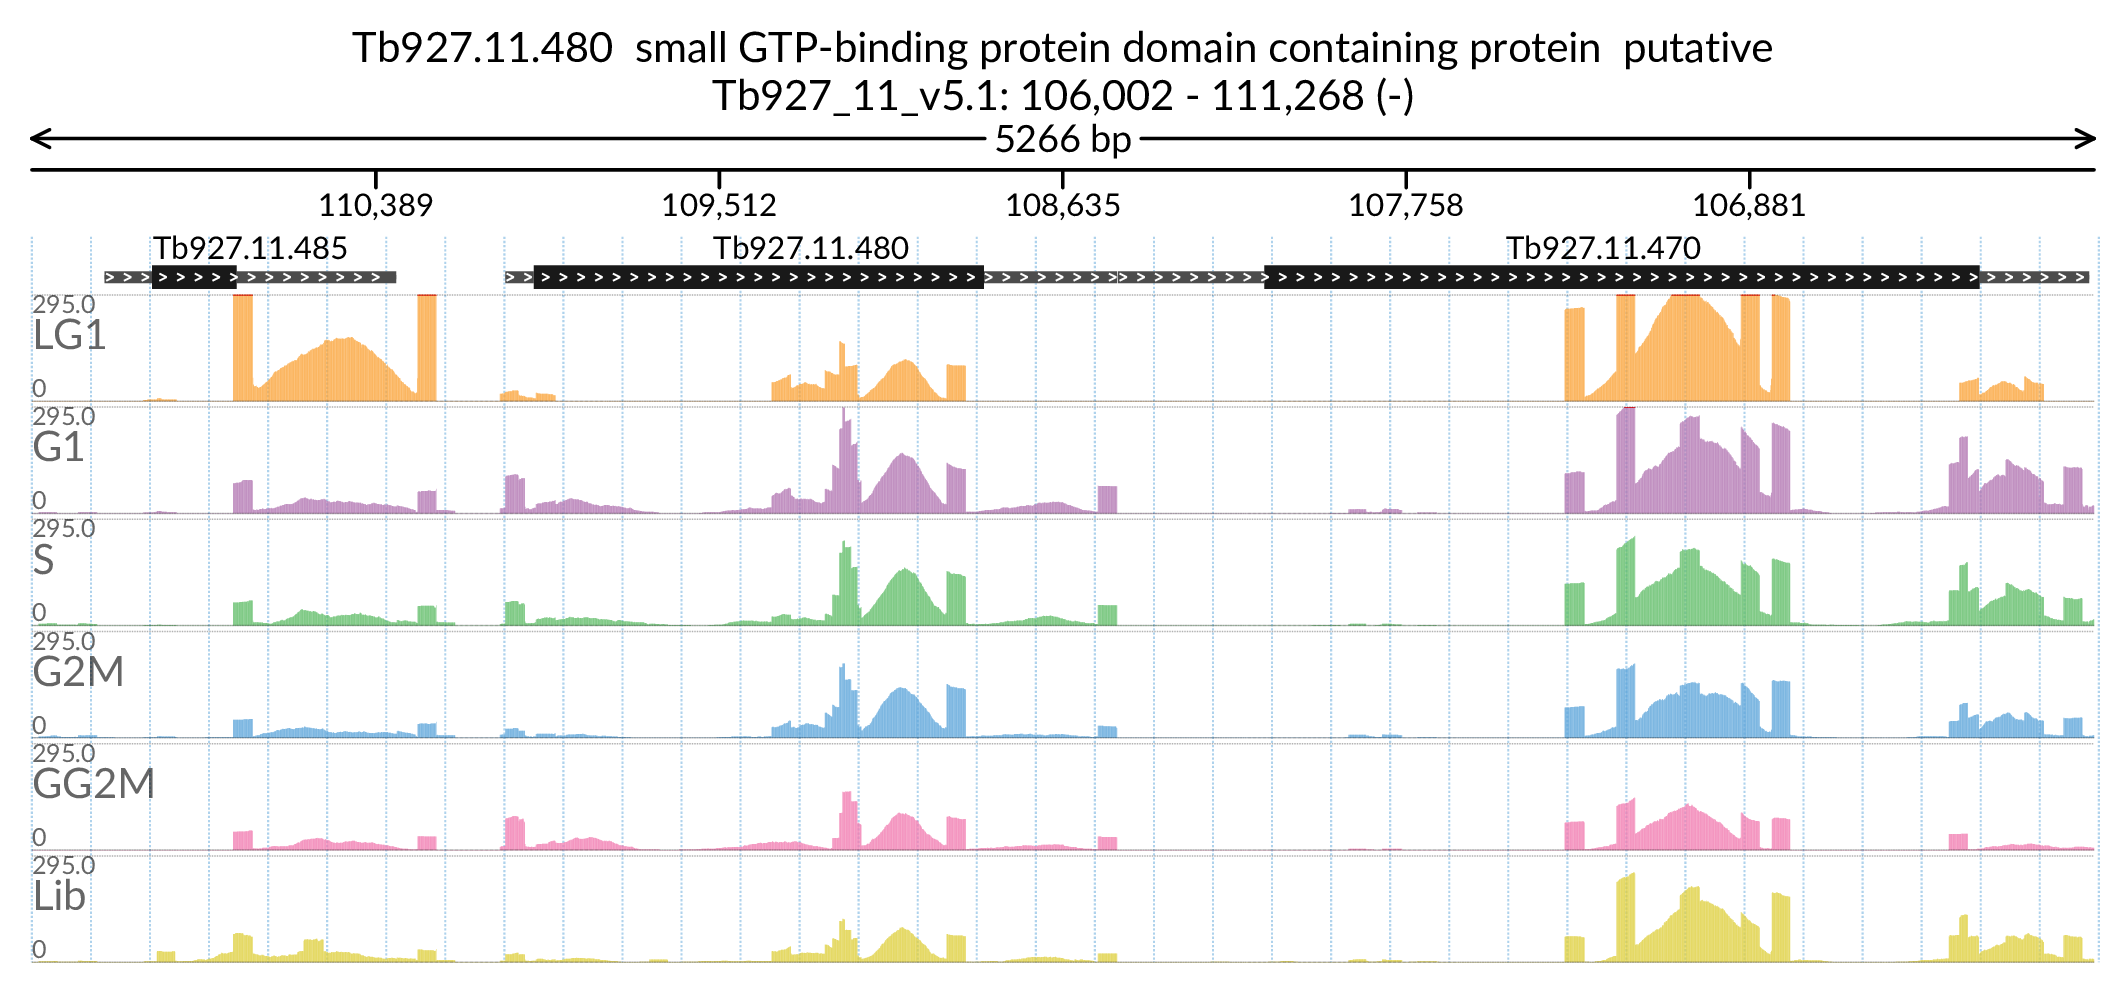 Tb927.11.480  small GTP-binding protein domain containing protein  putative
Tb927_11_v5.1: 106,002 - 111,268 (-)
5266 bp
110,389 109,512 108,635 107,758 106,881
Tb927.11.485 Tb927.11.480 Tb927.11.470
295.0
LG1
0
295.0
G1
0
295.0
S
0
295.0
G2M
0
295.0
GG2M
0
295.0
Lib
0